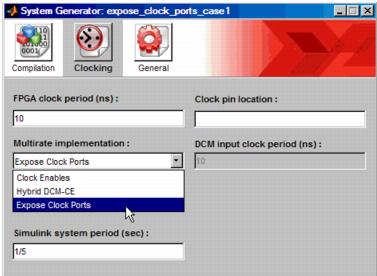 System Generator: expose_clock_ports_case1
Compilation
Clocking
General
FPGA clock period (ns) :
10
Clock pin location :
Multirate implementation :
Expose Clock Ports
DCM input clock period (ns) :
10
Clock Enables
Hybrid DCM-CE
Expose Clock Ports
Simulink system period (sec) :
1/5